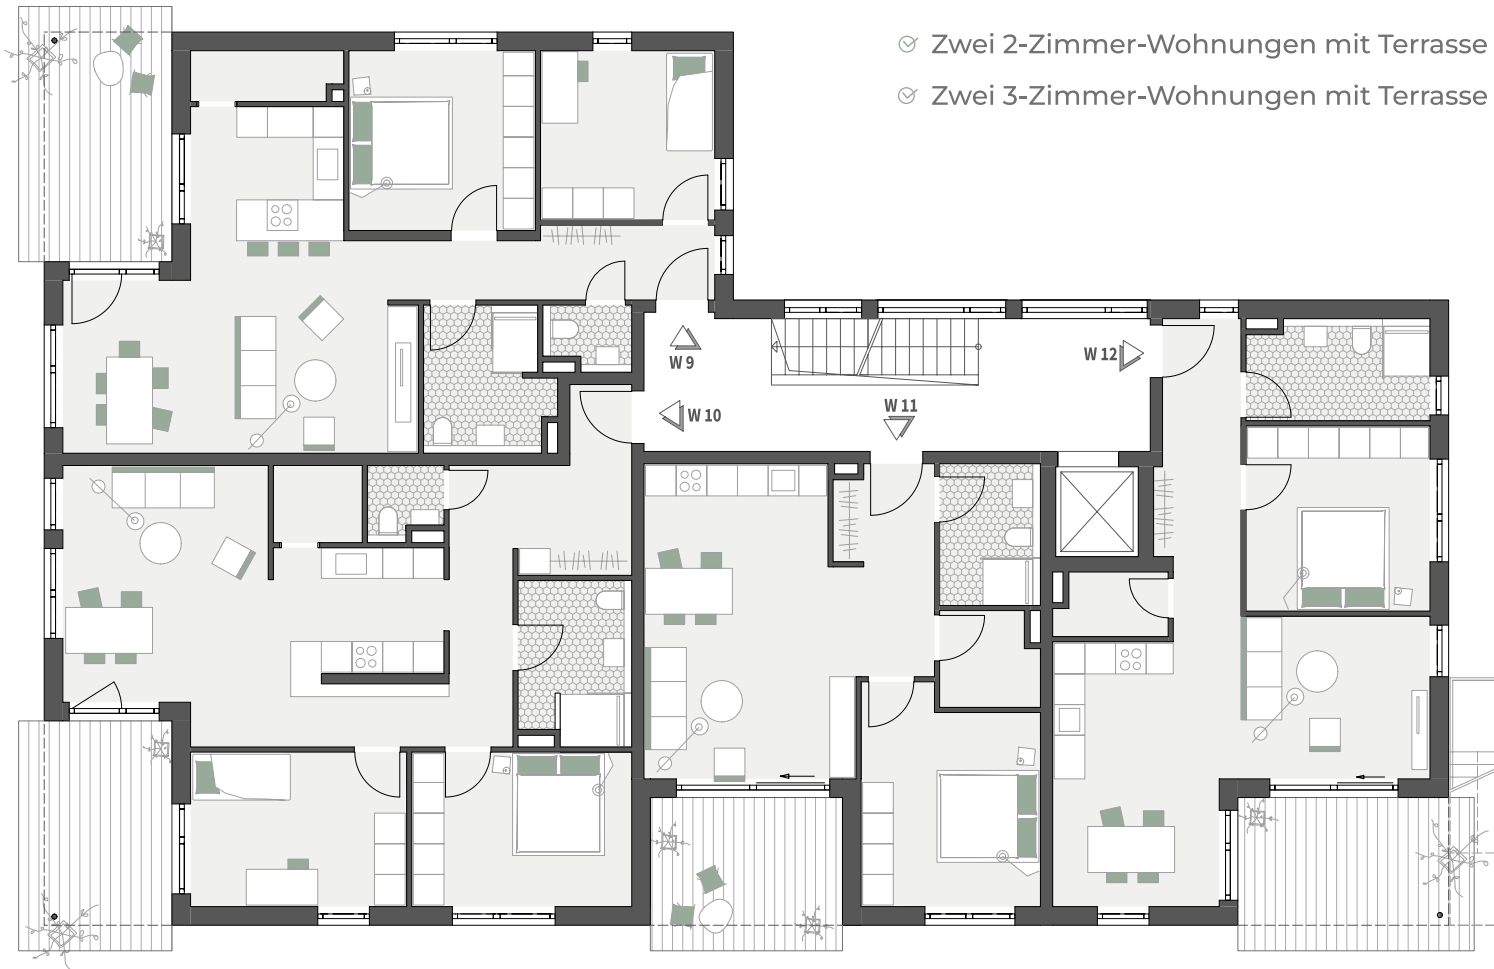 Zwei 2-Zimmer-Wohnungen mit Terrasse
Zwei 3-Zimmer-Wohnungen mit Terrasse
W 9
W 12
W 10
W 11